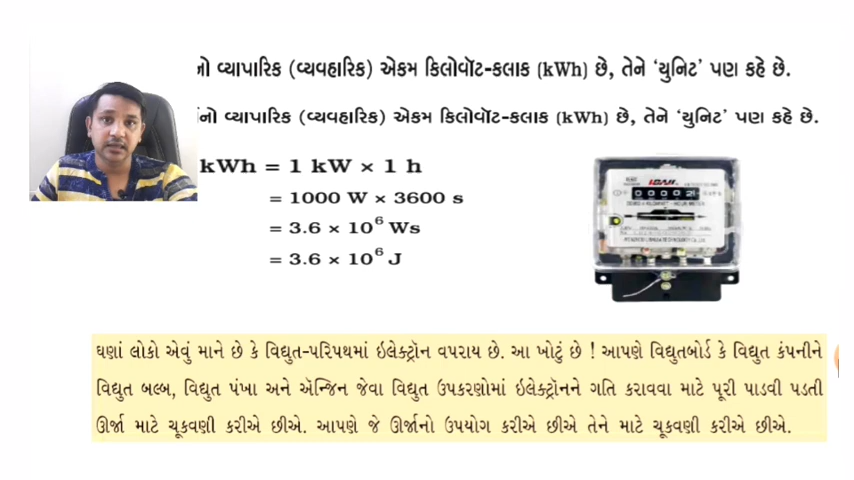 નો વ્યાપારિક (વ્યવહારિક) એકમ કિલોવૉટ-કલાક (kWh) છે, તેને ‘યુનિટ’ પણ કહે છે.
નો વ્યાપારિક (વ્યવહારિક) એકમ કિલોવૉટ-કલાક (kWh) છે, તેને ‘યુનિટ’ પણ કહે છે.
kWh = 1 kW × 1 h
= 1000 W × 3600 s
= 3.6 × 10⁶ Ws
= 3.6 × 10⁶ J
ઘણાં લોકો એવું માને છે કે વિદ્યુત-પરિપથમાં ઇલેક્ટ્રૉન વપરાય છે. આ ખોટું છે ! આપણે વિદ્યુતબોર્ડ કે વિદ્યુત કંપનીને
વિદ્યુત બલ્બ, વિદ્યુત પંખા અને ઍન્જિન જેવા વિદ્યુત ઉપકરણોમાં ઇલેક્ટ્રૉનને ગતિ કરાવવા માટે પૂરી પાડવી પડતી
ઊર્જા માટે ચૂકવણી કરીએ છીએ. આપણે જે ઊર્જાનો ઉપયોગ કરીએ છીએ તેને માટે ચૂકવણી કરીએ છીએ.